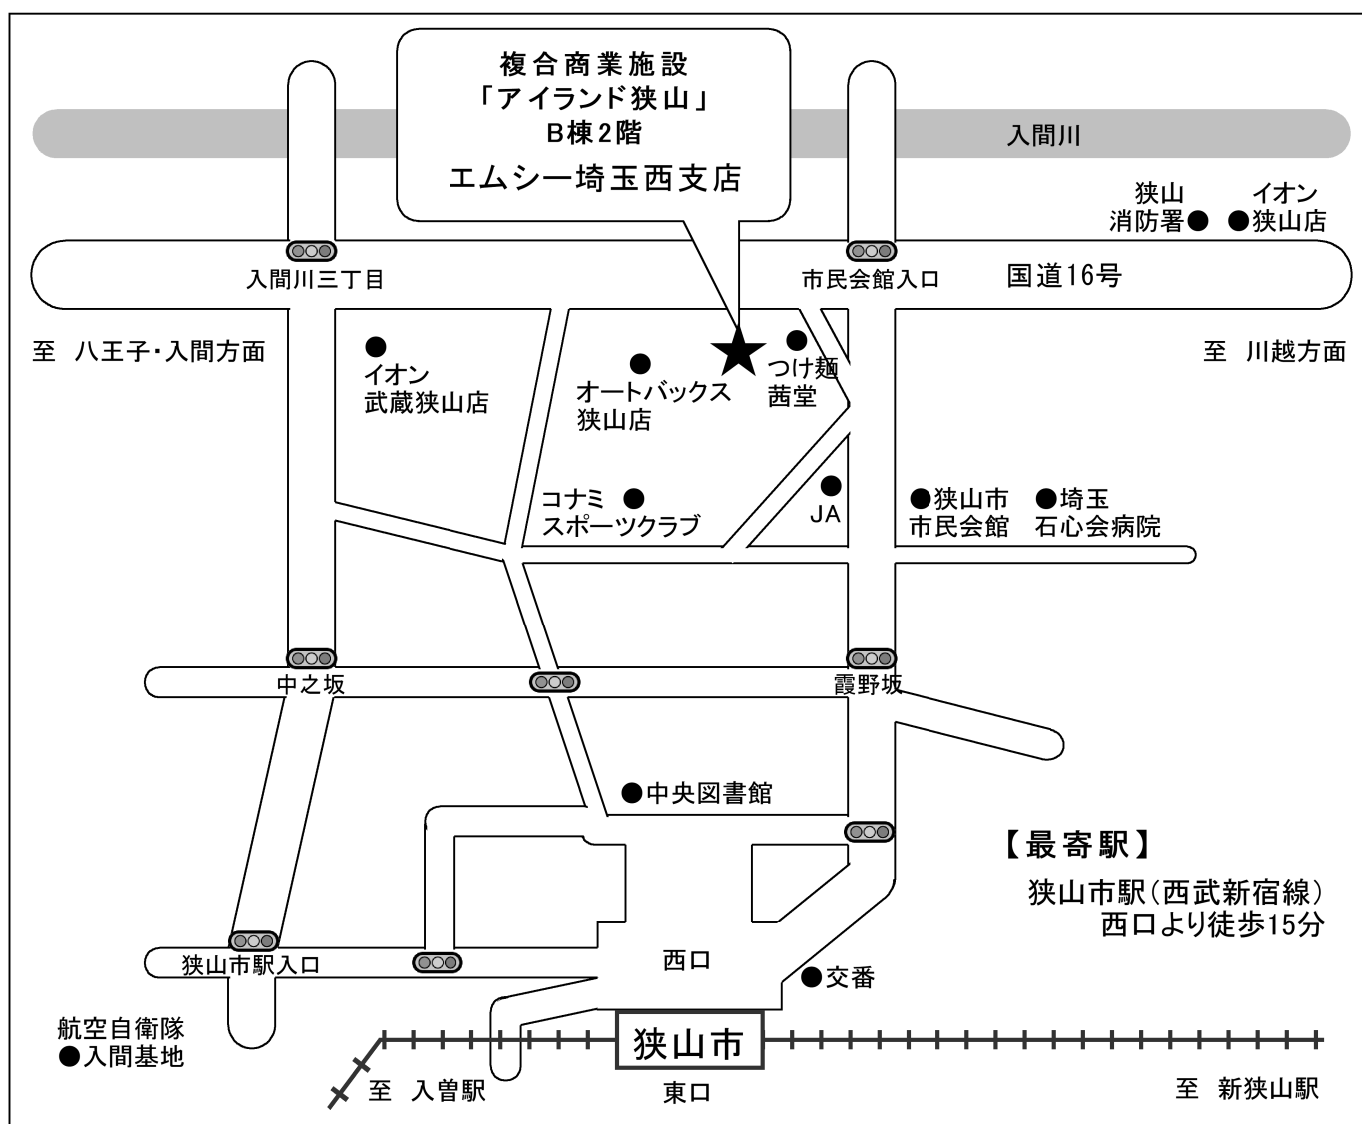 複合商業施設
「アイランド狭山」
B棟2階
エムシー埼玉西支店
入間川
狭山
消防署
イオン
狭山店
入間川三丁目
市民会館入口
国道16号
至 八王子・入間方面
至 川越方面
イオン
武蔵狭山店
オートバックス
狭山店
つけ麺
茜堂
コナミ
スポーツクラブ
JA
狭山市
市民会館
埼玉
石心会病院
中之坂
霞野坂
中央図書館
【最寄駅】
狭山市駅(西武新宿線)
西口より徒歩15分
狭山市駅入口
西口
交番
航空自衛隊
入間基地
狭山市
至 入曽駅
東口
至 新狭山駅